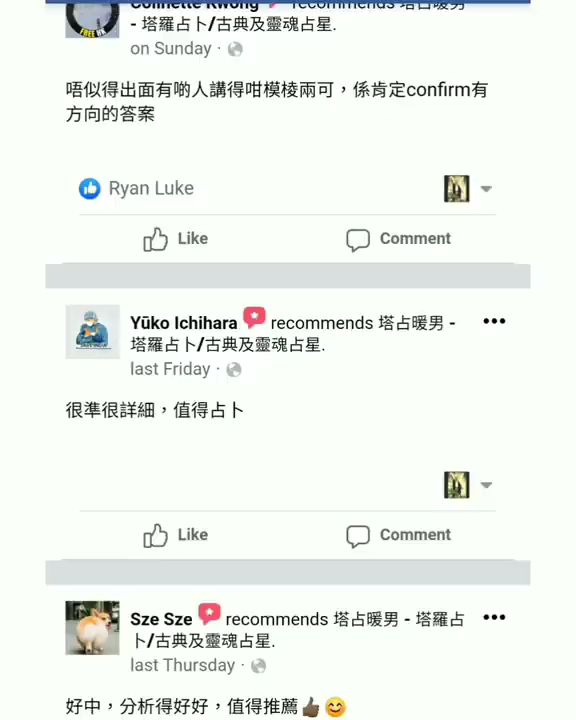 Colinette Kwong recommends 塔占暖男
- 塔羅占卜/古典及靈魂占星.
on Sunday ·
FREE HK
唔似得出面有啲人講得咁模棱兩可，係肯定confirm有
方向的答案
Ryan Luke
Like Comment
Yūko Ichihara recommends 塔占暖男 -
塔羅占卜/古典及靈魂占星.
last Friday ·
很準很詳細，值得占卜
Like Comment
Sze Sze recommends 塔占暖男 - 塔羅占
卜/古典及靈魂占星.
last Thursday ·
好中，分析得好好，值得推薦👍🏿😊